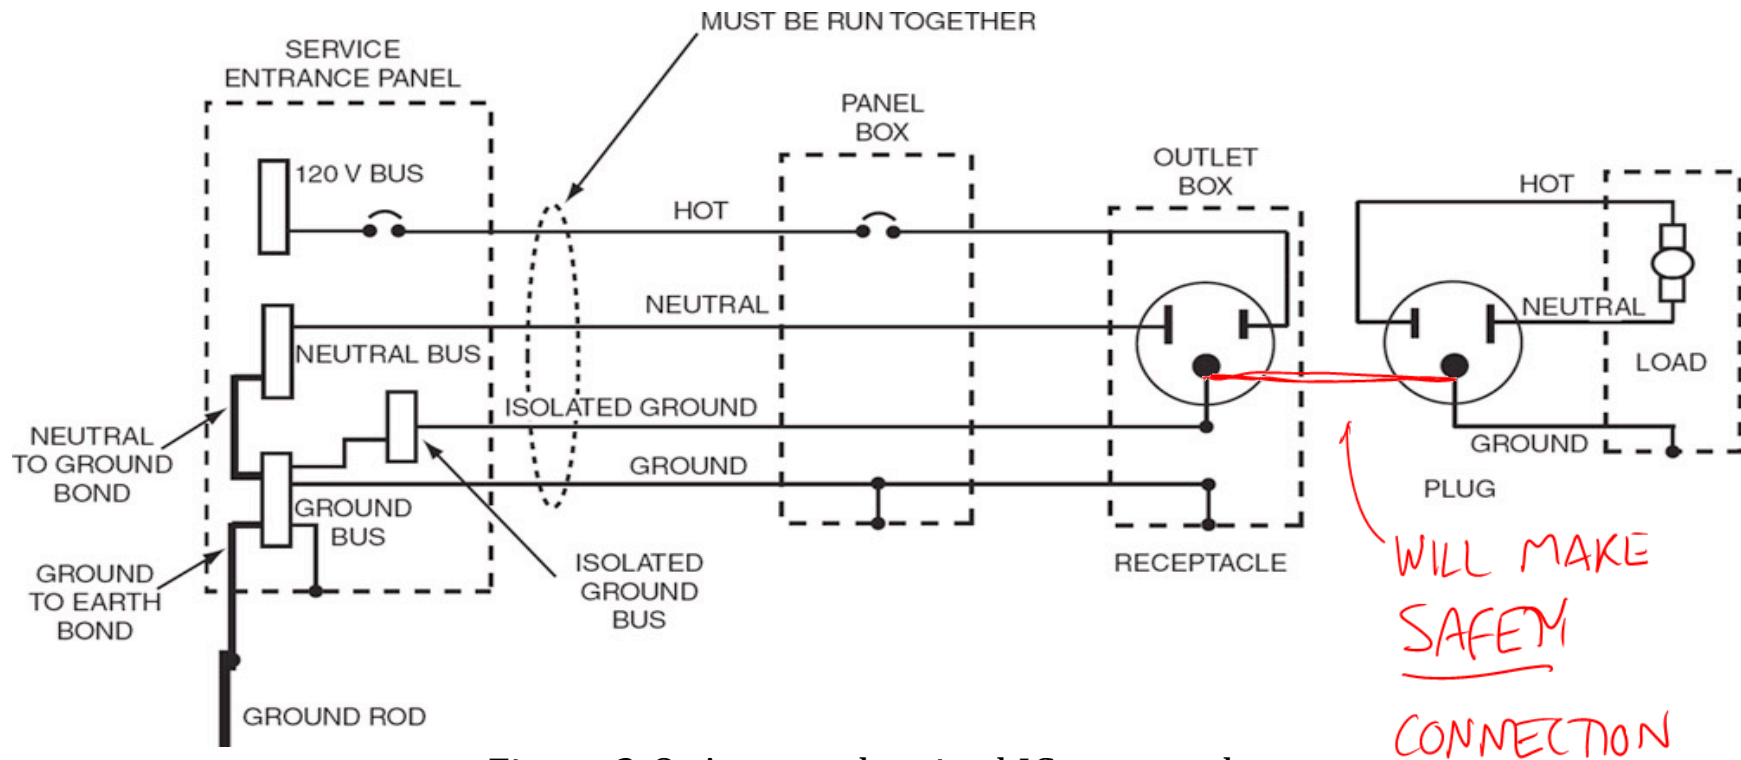 MUST BE RUN TOGETHER
SERVICE
ENTRANCE PANEL
PANEL
BOX
OUTLET
BOX
120 V BUS
HOT
HOT
NEUTRAL
NEUTRAL
NEUTRAL BUS
LOAD
ISOLATED GROUND
NEUTRAL
TO GROUND
BOND
GROUND
GROUND
PLUG
GROUND
BUS
RECEPTACLE
ISOLATED
GROUND
BUS
GROUND
TO EARTH
BOND
GROUND ROD
WILL MAKE
SAFETY
CONNECTION